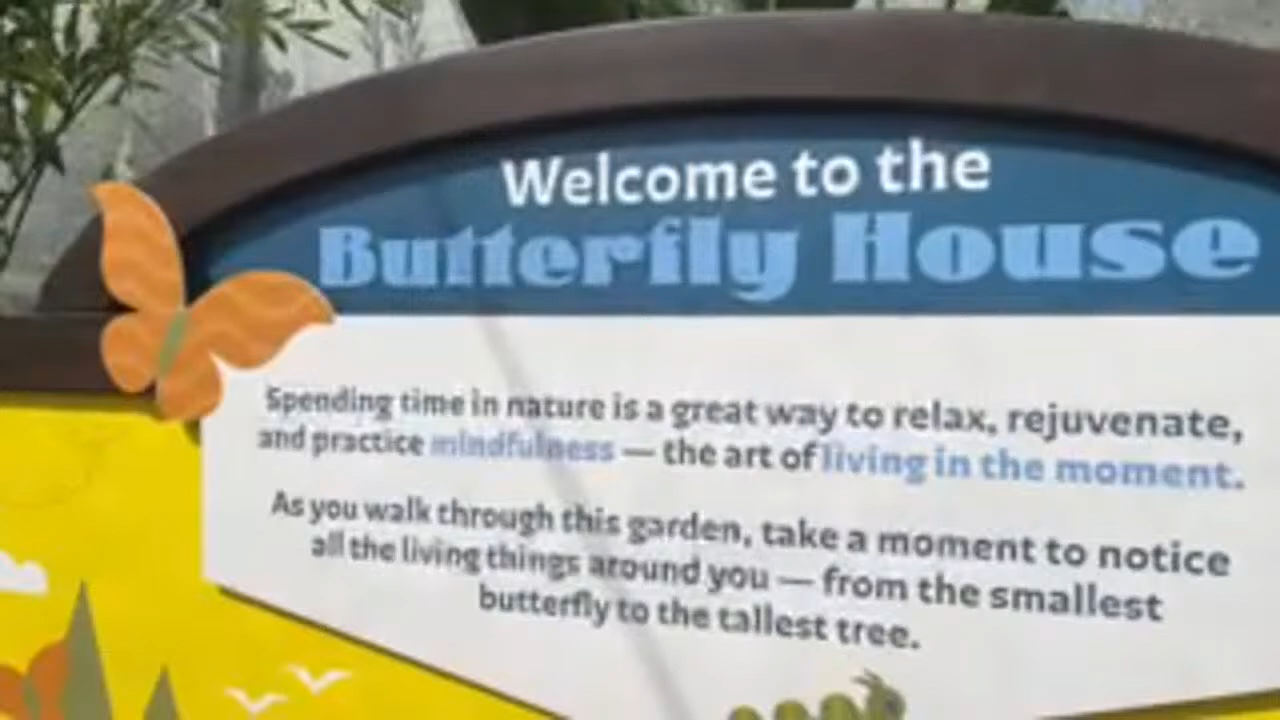 Welcome to the
Butterfly House
Spending time in nature is a great way to relax, rejuvenate,
and practice mindfulness — the art of living in the moment.
As you walk through this garden, take a moment to notice
all the living things around you — from the smallest
butterfly to the tallest tree.